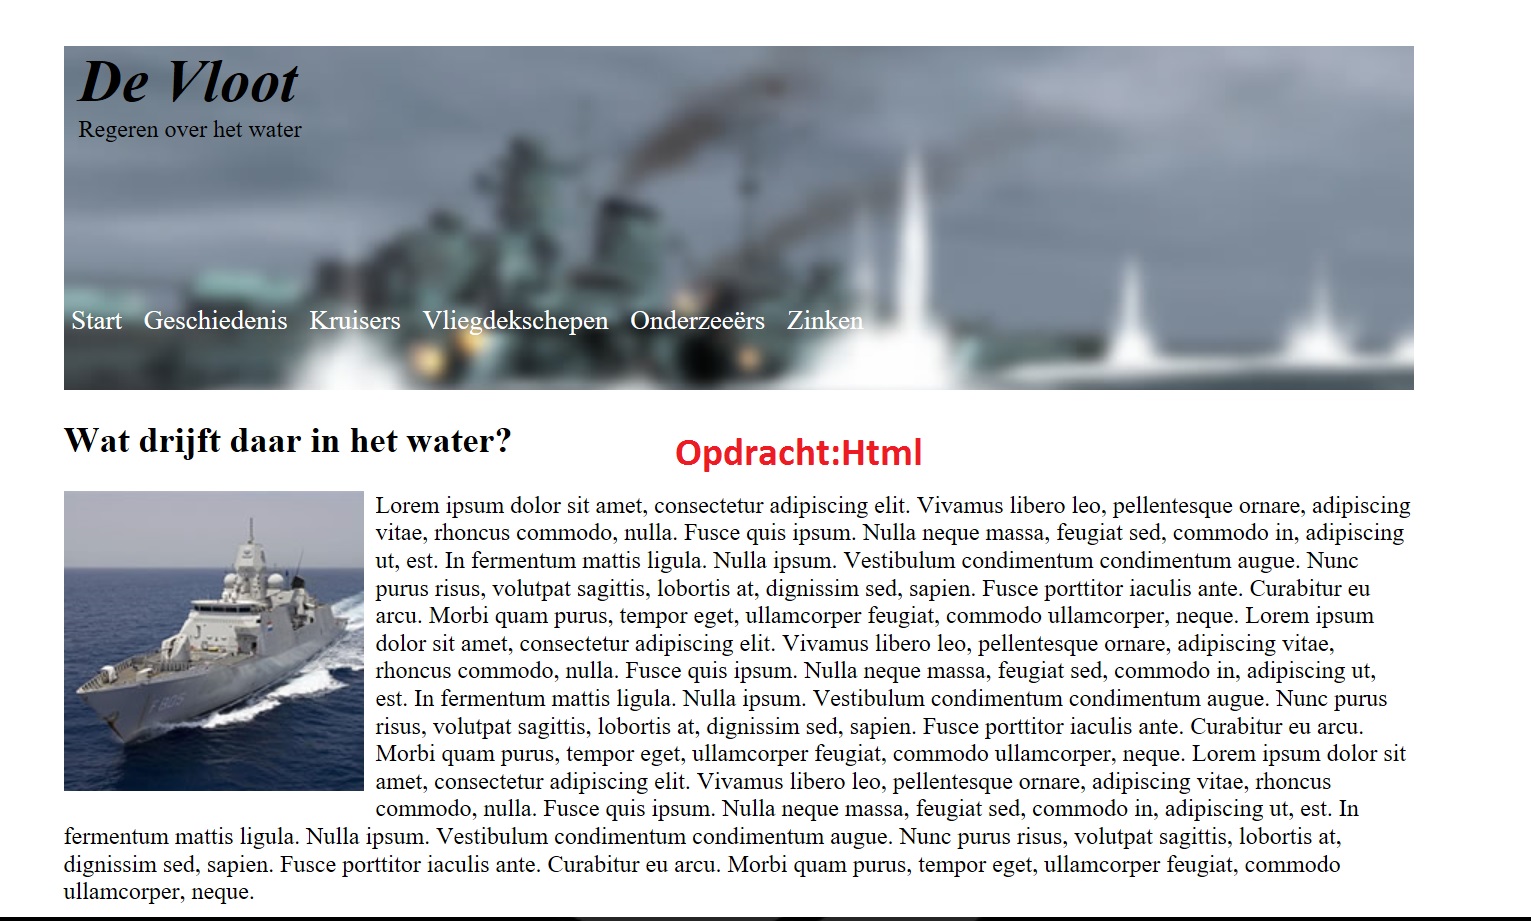 De Vloot
Regeren over het water
Start Geschiedenis Kruisers Vliegdekschepen Onderzeeërs Zinken
Wat drijft daar in het water?
Opdracht:Html
Lorem ipsum dolor sit amet, consectetur adipiscing elit. Vivamus libero leo, pellentesque ornare, adipiscing
vitae, rhoncus commodo, nulla. Fusce quis ipsum. Nulla neque massa, feugiat sed, commodo in, adipiscing
ut, est. In fermentum mattis ligula. Nulla ipsum. Vestibulum condimentum condimentum augue. Nunc
purus risus, volutpat sagittis, lobortis at, dignissim sed, sapien. Fusce porttitor iaculis ante. Curabitur eu
arcu. Morbi quam purus, tempor eget, ullamcorper feugiat, commodo ullamcorper, neque. Lorem ipsum
dolor sit amet, consectetur adipiscing elit. Vivamus libero leo, pellentesque ornare, adipiscing vitae,
rhoncus commodo, nulla. Fusce quis ipsum. Nulla neque massa, feugiat sed, commodo in, adipiscing ut,
est. In fermentum mattis ligula. Nulla ipsum. Vestibulum condimentum condimentum augue. Nunc purus
risus, volutpat sagittis, lobortis at, dignissim sed, sapien. Fusce porttitor iaculis ante. Curabitur eu arcu.
Morbi quam purus, tempor eget, ullamcorper feugiat, commodo ullamcorper, neque. Lorem ipsum dolor sit
amet, consectetur adipiscing elit. Vivamus libero leo, pellentesque ornare, adipiscing vitae, rhoncus
commodo, nulla. Fusce quis ipsum. Nulla neque massa, feugiat sed, commodo in, adipiscing ut, est. In
fermentum mattis ligula. Nulla ipsum. Vestibulum condimentum condimentum augue. Nunc purus risus, volutpat sagittis, lobortis at,
dignissim sed, sapien. Fusce porttitor iaculis ante. Curabitur eu arcu. Morbi quam purus, tempor eget, ullamcorper feugiat, commodo
ullamcorper, neque.